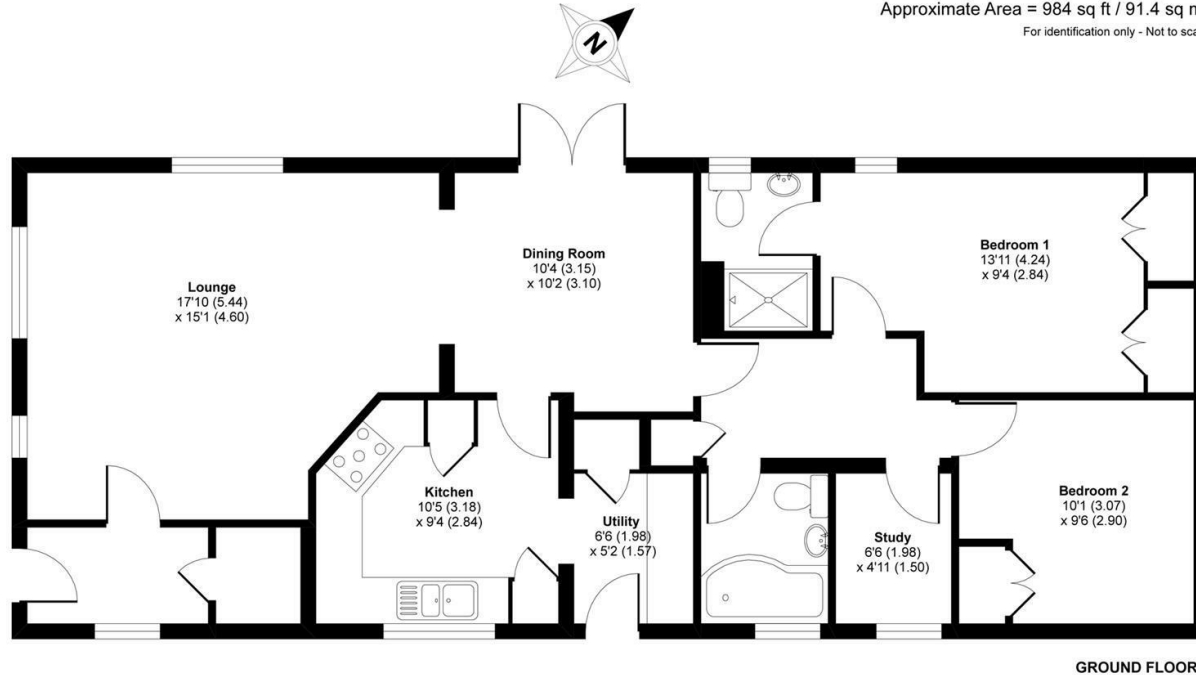 Approximate Area = 984 sq ft / 91.4 sq m
For identification only - Not to sca
N
Dining Room
10'4 (3.15)
x 10'2 (3.10)
Bedroom 1
13'11 (4.24)
x 9'4 (2.84)
Lounge
17'10 (5.44)
x 15'1 (4.60)
Kitchen
10'5 (3.18)
x 9'4 (2.84)
Utility
6'6 (1.98)
x 5'2 (1.57)
Study
6'6 (1.98)
x 4'11 (1.50)
Bedroom 2
10'1 (3.07)
x 9'6 (2.90)
GROUND FLOOR